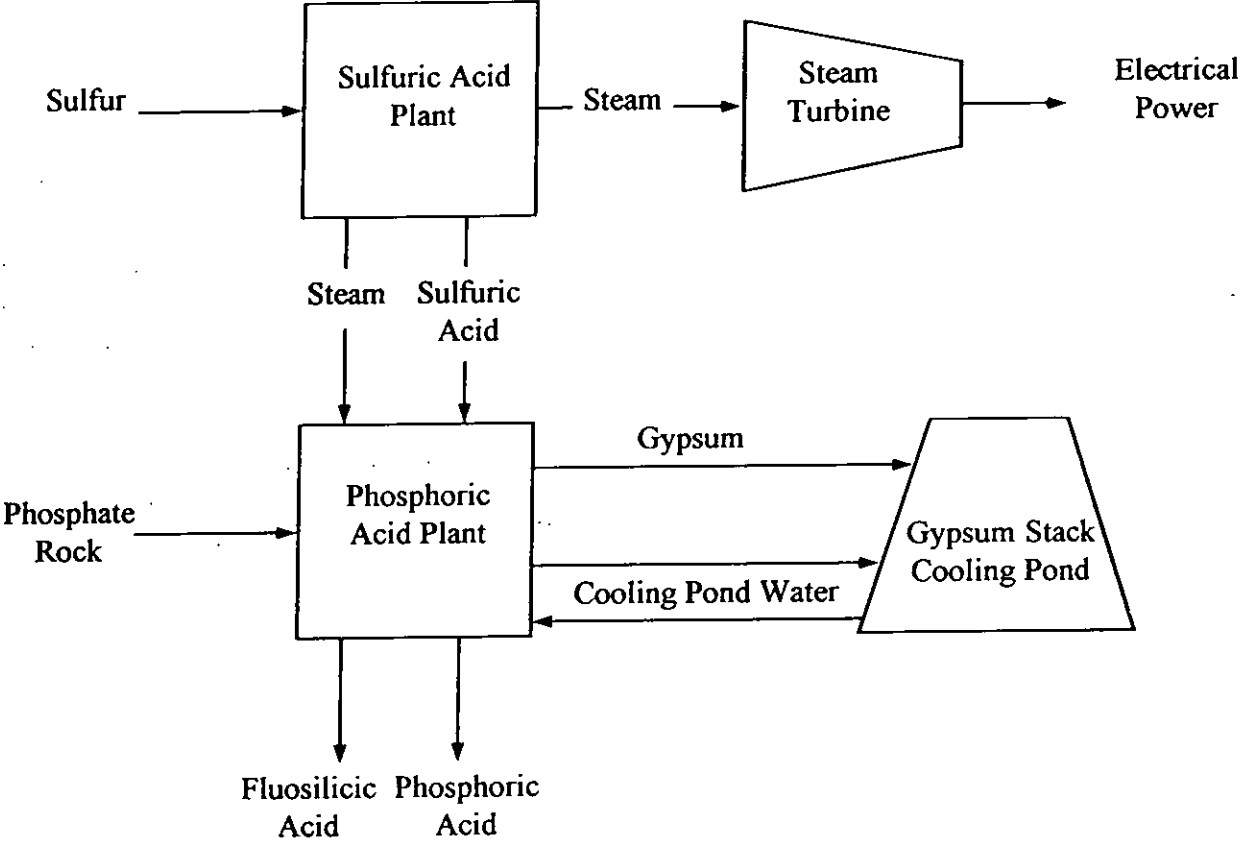 Sulfur
Sulfuric Acid
Plant
Steam
Steam
Turbine
Electrical
Power
Steam
Sulfuric
Acid
Phosphate
Rock
Phosphoric
Acid Plant
Gypsum
Cooling Pond Water
Gypsum Stack
Cooling Pond
Fluosilicic
Acid
Phosphoric
Acid